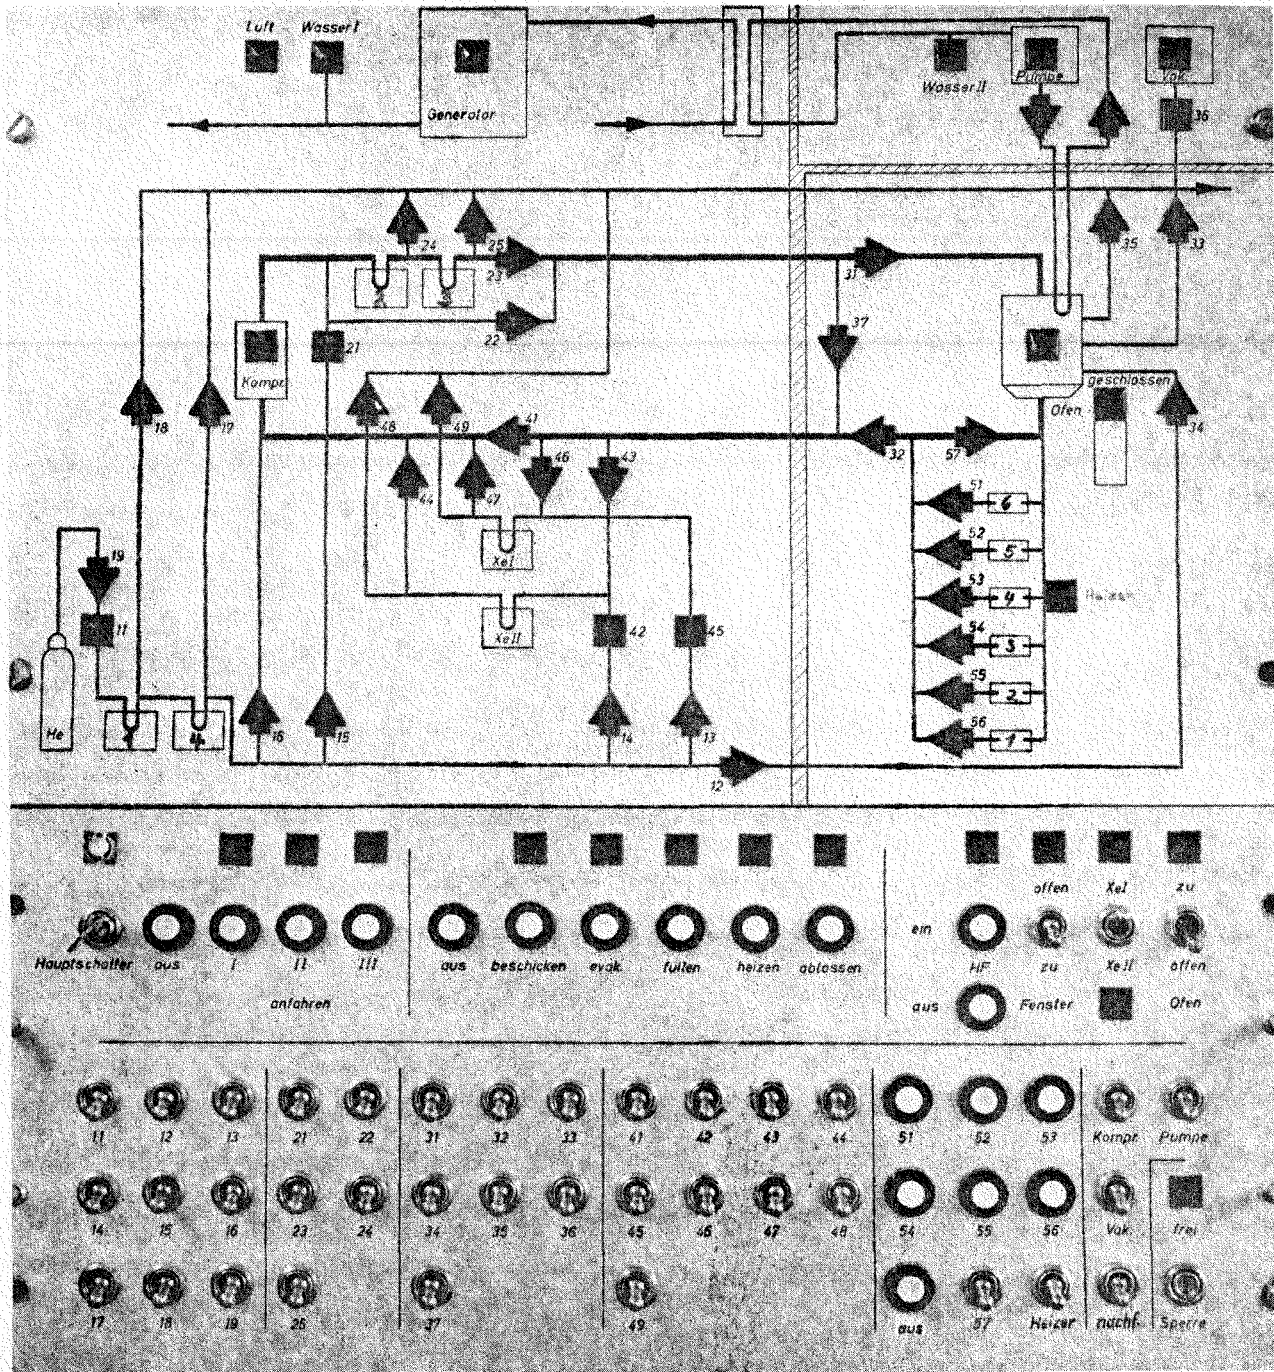 Luft Wasser I
Generator
Wasser II
Pumpe
Vak.
36
24 25
23
22
21
Kompr.
31
37
35 33
geschlossen
Ofen
34
18 17
48 49 41
46 43
32 57
44 47
51 6
52 5
53 4 Heizen
54 3
55 2
56 1
Xe I
Xe II
42 45
19
11
He
4
16 15 14 13
12
offen Xe I zu
ein
Hauptschalter aus I II III aus beschicken evak. füllen heizen ablassen HF zu Xe II offen
anfahren
aus Fenster Ofen
11 12 13 21 22 31 32 33 41 42 43 44 51 52 53 Kompr. Pumpe
14 15 16 23 24 34 35 36 45 46 47 48 54 55 56 Vak. frei
17 18 19 25 37 49 aus 57 Heizer nachf. Sperre